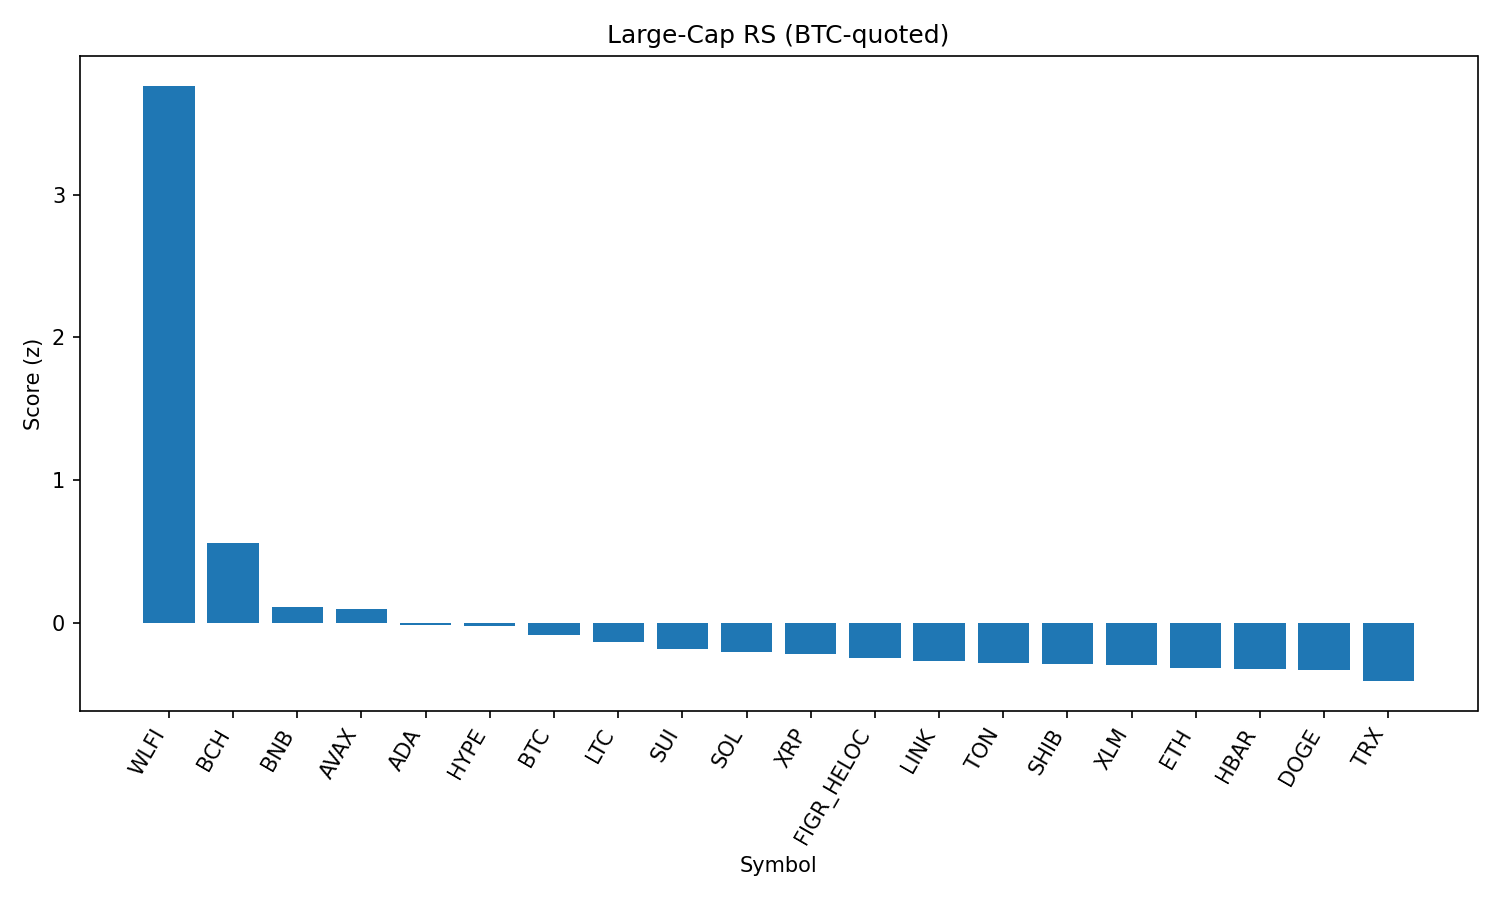 Large-Cap RS (BTC-quoted)
Score (z)
3
2
1
0
WLFI
BCH
BNB
AVAX
ADA
HYPE
BTC
LTC
SUI
SOL
XRP
FIGR_HELOC
LINK
TON
SHIB
XLM
ETH
HBAR
DOGE
TRX
Symbol